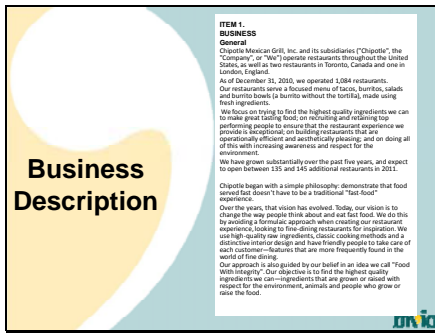 Business
Description
ITEM 1.
BUSINESS
General
Chipotle Mexican Grill, Inc. and its subsidiaries ("Chipotle", the
"Company", or "We") operate restaurants throughout the United
States, as well as two restaurants in Toronto, Canada and one in
London, England.
As of December 31, 2010, we operated 1,084 restaurants.
Our restaurants serve a focused menu of tacos, burritos, salads
and burrito bowls (a burrito without the tortilla), made using
fresh ingredients.
We focus on trying to find the highest quality ingredients we can
to make great tasting food; on recruiting and retaining top
performing people to ensure that the restaurant experience we
provide is exceptional; on building restaurants that are
operationally efficient and aesthetically pleasing; and on doing all
of this with increasing awareness and respect for the
environment.
We have grown substantially over the past five years, and expect
to open between 135 and 145 additional restaurants in 2011.
Chipotle began with a simple philosophy: demonstrate that food
served fast doesn't have to be a traditional "fast-food"
experience.
Over the years, that vision has evolved. Today, our vision is to
change the way people think about and eat fast food. We do this
by avoiding a formulaic approach when creating our restaurant
experience, looking to fine-dining restaurants for inspiration. We
use high-quality raw ingredients, classic cooking methods and a
distinctive interior design and have friendly people to take care of
each customer—features that are more frequently found in the
world of fine dining.
Our approach is also guided by our belief in an idea we call "Food
With Integrity". Our objective is to find the highest quality
ingredients we can—ingredients that are grown or raised with
respect for the environment, animals and people who grow or
raise the food.